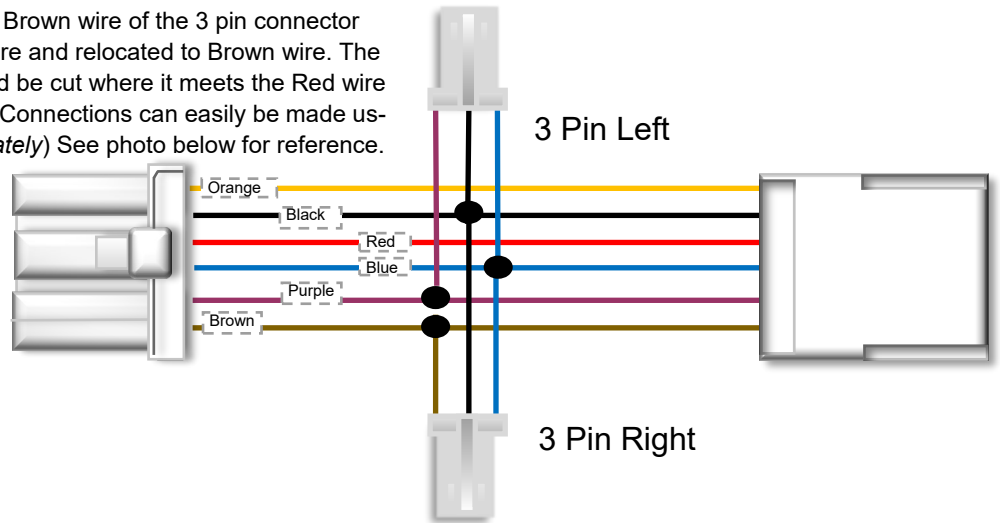 Brown wire of the 3 pin connector
re and relocated to Brown wire. The
d be cut where it meets the Red wire
Connections can easily be made us-
ately) See photo below for reference.
3 Pin Left
Orange
Black
Red
Blue
Purple
Brown
3 Pin Right